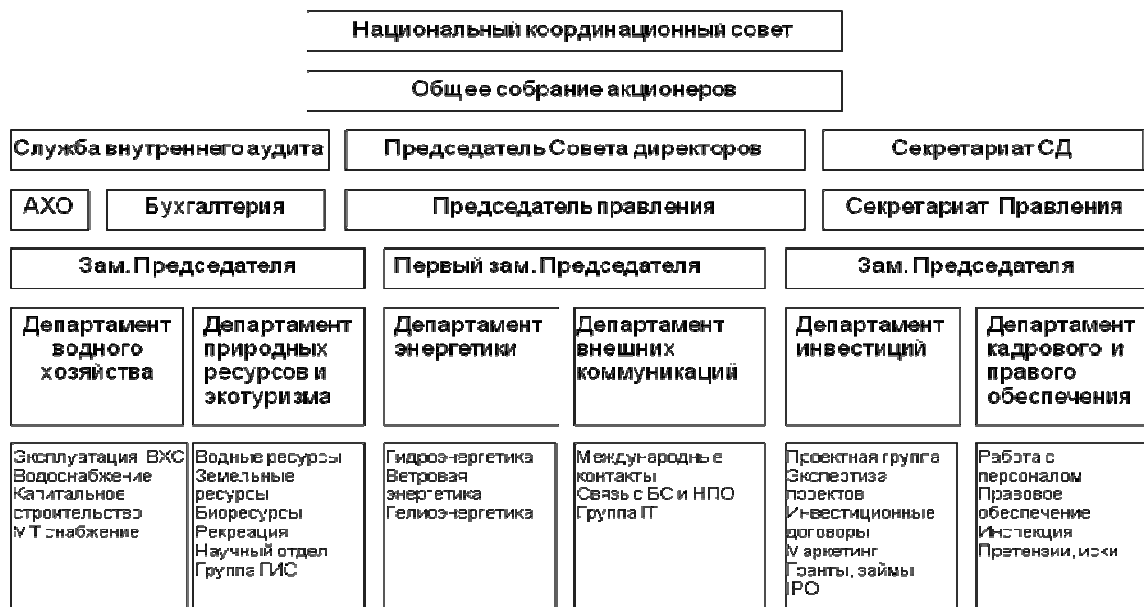 Национальный координационный совет
Общее собрание акционеров
Служба внутреннего аудита
Председатель Совета директоров
Секретариат СД
АХО
Бухгалтерия
Председатель правления
Секретариат Правления
Зам. Председателя
Первый зам. Председателя
Зам. Председателя
Департамент
водного
хозяйства
Департамент
природных
ресурсов и
экотуризма
Департамент
энергетики
Департамент
внешних
коммуникаций
Департамент
инвестиций
Департамент
кадрового и
правого
обеспечения
Эксплуатация ВХС
Водоснабжение
Капитальное
строительство
МТ снабжение
Водные ресурсы
Земельные
ресурсы
Биоресурсы
Рекреация
Научный отдел
Группа ГИС
Гидроэнергетика
Ветровая
энергетика
Гелиоэнергетика
Международные
контакты
Связь с БС и НПО
Группа IT
Проектная группа
Экспертиза
проектов
Инвестиционные
договоры
Маркетинг
Гранты, займы
IPO
Работа с
персоналом
Правовое
обеспечение
Инспекция
Претензии, иски